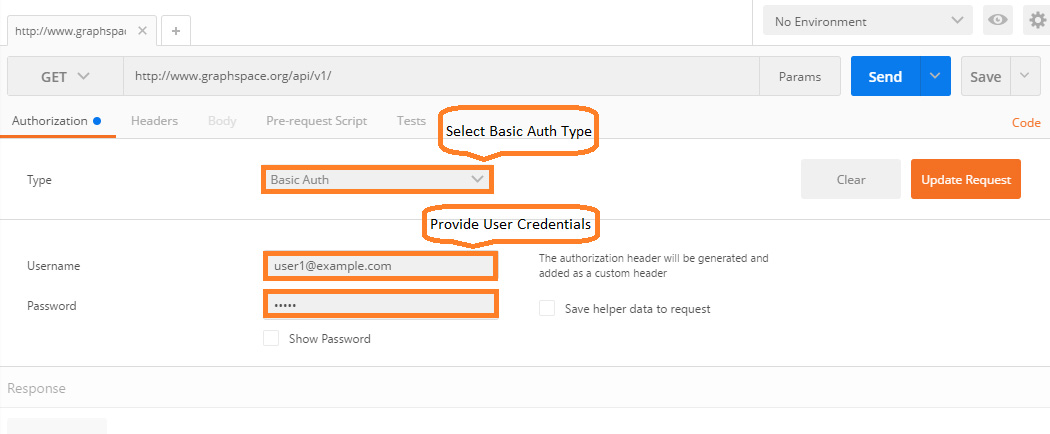 http://www.graphspac
No Environment
GET
http://www.graphspace.org/api/v1/
Params
Send
Save
Authorization
Headers
Body
Pre-request Script
Tests
Code
Select Basic Auth Type
Type
Basic Auth
Clear
Update Request
Provide User Credentials
Username
user1@example.com
The authorization header will be generated and
added as a custom header
Password
•••••
Save helper data to request
Show Password
Response